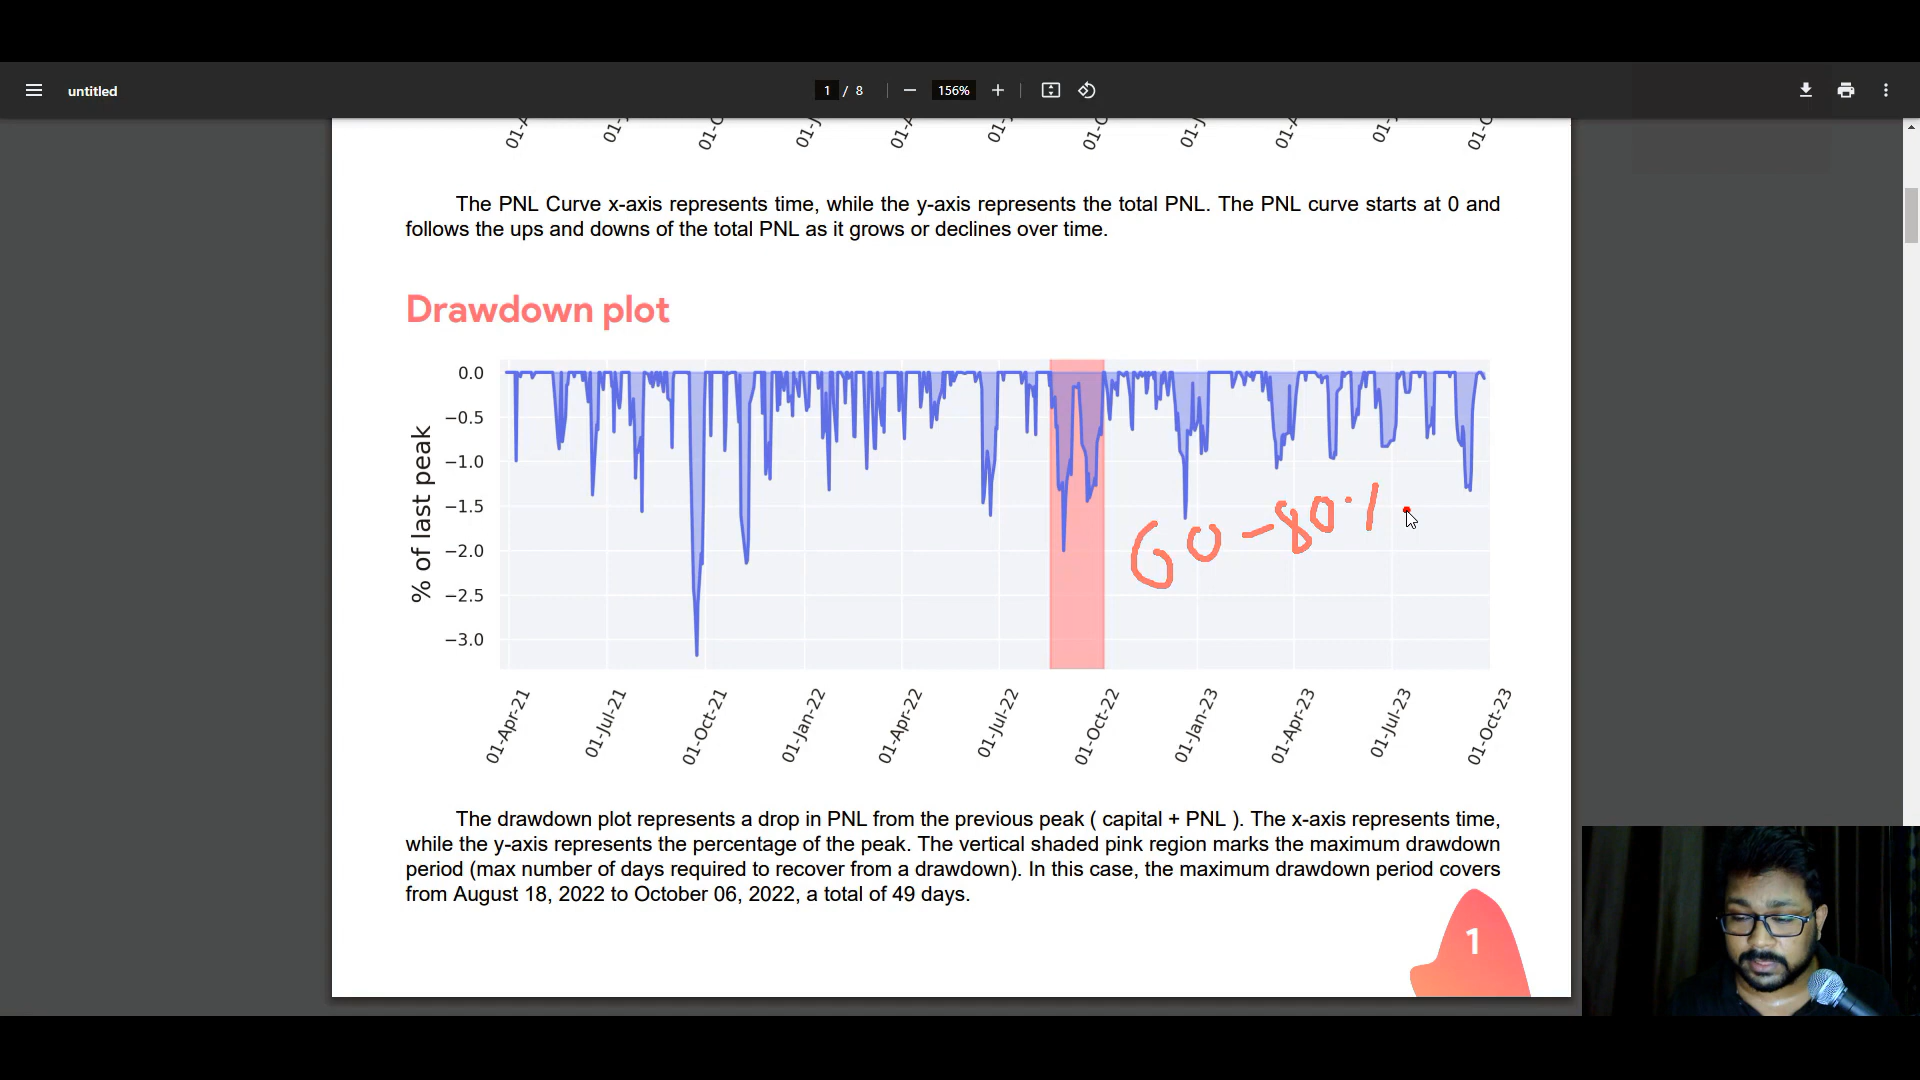 untitled
1 / 8
156%
The PNL Curve x-axis represents time, while the y-axis represents the total PNL. The PNL curve starts at 0 and
follows the ups and downs of the total PNL as it grows or declines over time.
Drawdown plot
% of last peak
0.0
−0.5
−1.0
−1.5
−2.0
−2.5
−3.0
60-80%
01-Apr-21
01-Jul-21
01-Oct-21
01-Jan-22
01-Apr-22
01-Jul-22
01-Oct-22
01-Jan-23
01-Apr-23
01-Jul-23
01-Oct-23
The drawdown plot represents a drop in PNL from the previous peak ( capital + PNL ). The x-axis represents time,
while the y-axis represents the percentage of the peak. The vertical shaded pink region marks the maximum drawdown
period (max number of days required to recover from a drawdown). In this case, the maximum drawdown period covers
from August 18, 2022 to October 06, 2022, a total of 49 days.
1